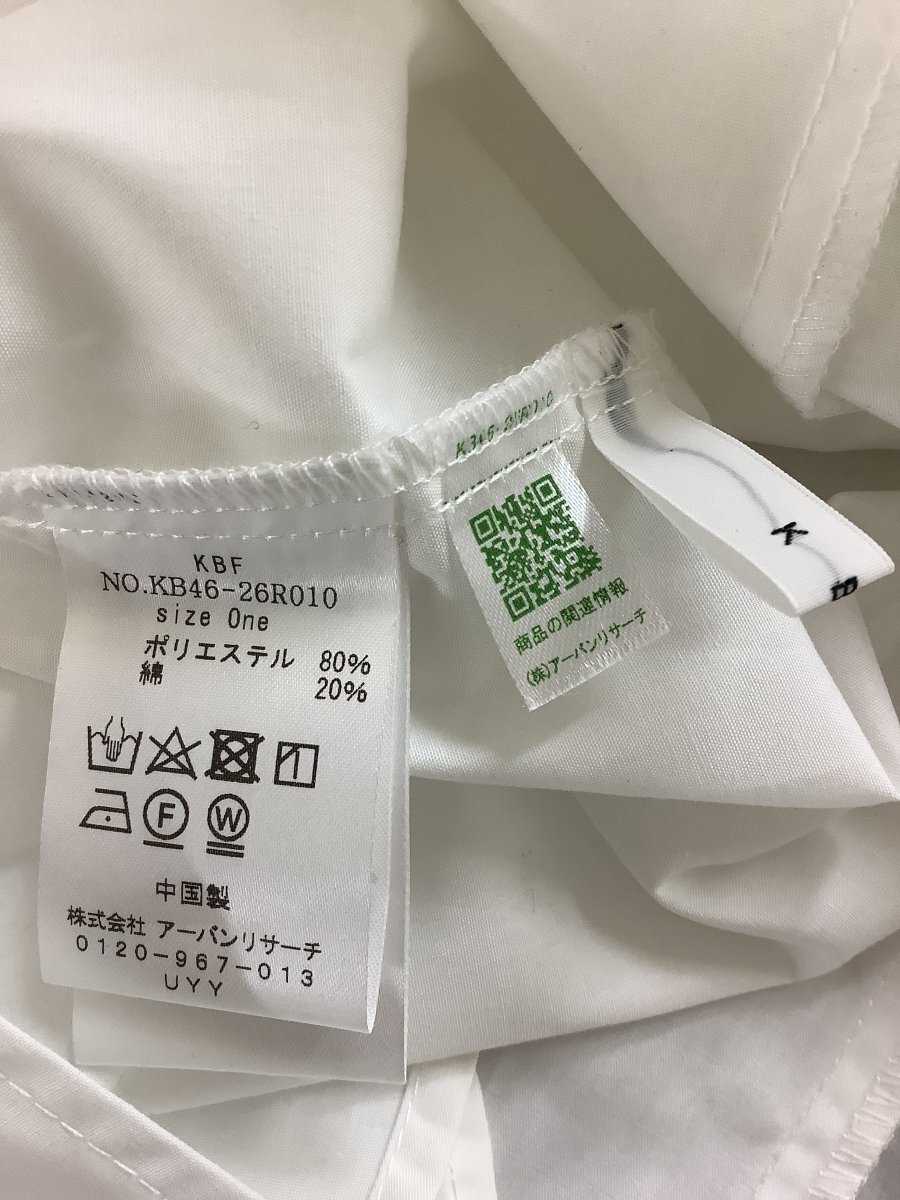 KBF
NO.KB46-26R010
size One
ポリエステル 80%
綿 20%
F
W
中国製
株式会社 アーバンリサーチ
0120-967-013
UYY
商品の関連情報
(株)アーバンリサーチ
K
B